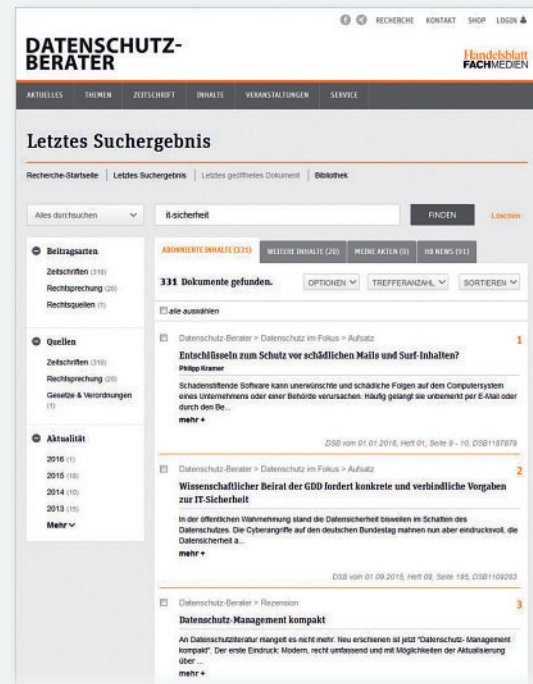 RECHERCHE KONTAKT SHOP LOGIN
DATENSCHUTZ-
BERATER
Handelsblatt
FACHMEDIEN
AKTUELLES THEMEN ZEITSCHRIFT INHALTE VERANSTALTUNGEN SERVICE
Letztes Suchergebnis
Recherche-Startseite | Letztes Suchergebnis | Letztes geöffnetes Dokument | Bibliothek
Alles durchsuchen it-sicherheit FINDEN Löschen
Beitragsarten
Zeitschriften (310)
Rechtsprechung (20)
Rechtsquellen (1)
Quellen
Zeitschriften (310)
Rechtsprechung (20)
Gesetze & Verordnungen
(1)
Aktualität
2016 (1)
2015 (10)
2014 (10)
2013 (15)
Mehr
ABONNIERTE INHALTE (331) WEITERE INHALTE (20) MEINE AKTEN (0) HB NEWS (91)
331 Dokumente gefunden. OPTIONEN TREFFERANZAHL SORTIEREN
alle auswählen
Datenschutz-Berater > Datenschutz im Fokus > Aufsatz 1
Entschlüsseln zum Schutz vor schädlichen Mails und Surf-Inhalten?
Philipp Kramer
Schadenstiftende Software kann unerwünschte und schädliche Folgen auf dem Computersystem
eines Unternehmens oder einer Behörde verursachen. Häufig gelangt sie unbemerkt per E-Mail oder
durch den Be...
mehr +
DSB vom 01.01.2016, Heft 01, Seite 9 - 10, DSB1187879
Datenschutz-Berater > Datenschutz im Fokus > Aufsatz 2
Wissenschaftlicher Beirat der GDD fordert konkrete und verbindliche Vorgaben
zur IT-Sicherheit
In der öffentlichen Wahrnehmung stand die Datensicherheit bisweilen im Schatten des
Datenschutzes. Die Cyberangriffe auf den deutschen Bundestag mahnen nun aber eindrucksvoll, die
Datensicherheit a...
mehr +
DSB vom 01.09.2015, Heft 09, Seite 195, DSB1109283
Datenschutz-Berater > Rezension 3
Datenschutz-Management kompakt
An Datenschutzliteratur mangelt es nicht mehr. Neu erschienen ist jetzt "Datenschutz- Management
kompakt". Der erste Eindruck: Modern, recht umfassend und mit Möglichkeiten der Aktualisierung
über ...
mehr +